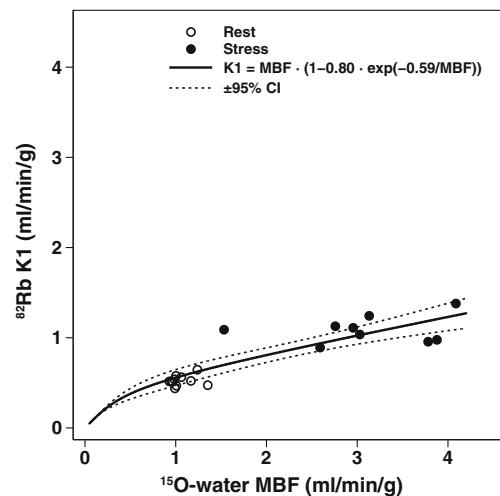 Rest
Stress
K1 = MBF · (1−0.80 · exp(−0.59/MBF))
±95% CI
4
3
2
1
0
⁸²Rb K1 (ml/min/g)
0 1 2 3 4
¹⁵O-water MBF (ml/min/g)